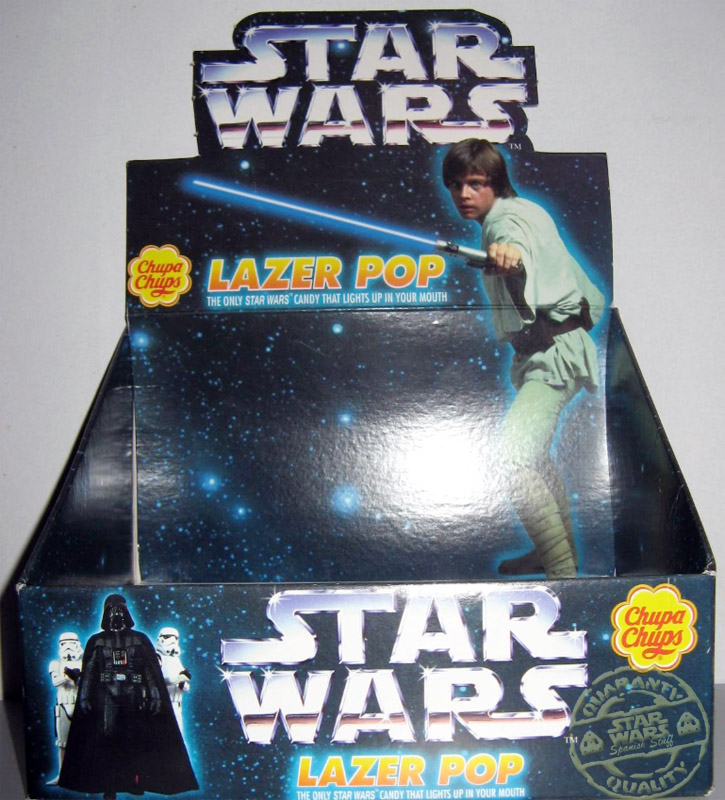 STAR
WARS
TM
Chupa
Chups
LAZER POP
THE ONLY STAR WARS™ CANDY THAT LIGHTS UP IN YOUR MOUTH
STAR
WARS
TM
Chupa
Chups
LAZER POP
THE ONLY STAR WARS™ CANDY THAT LIGHTS UP IN YOUR MOUTH
QUARANTY
STAR
WARS
Spanish Stuff
QUALITY